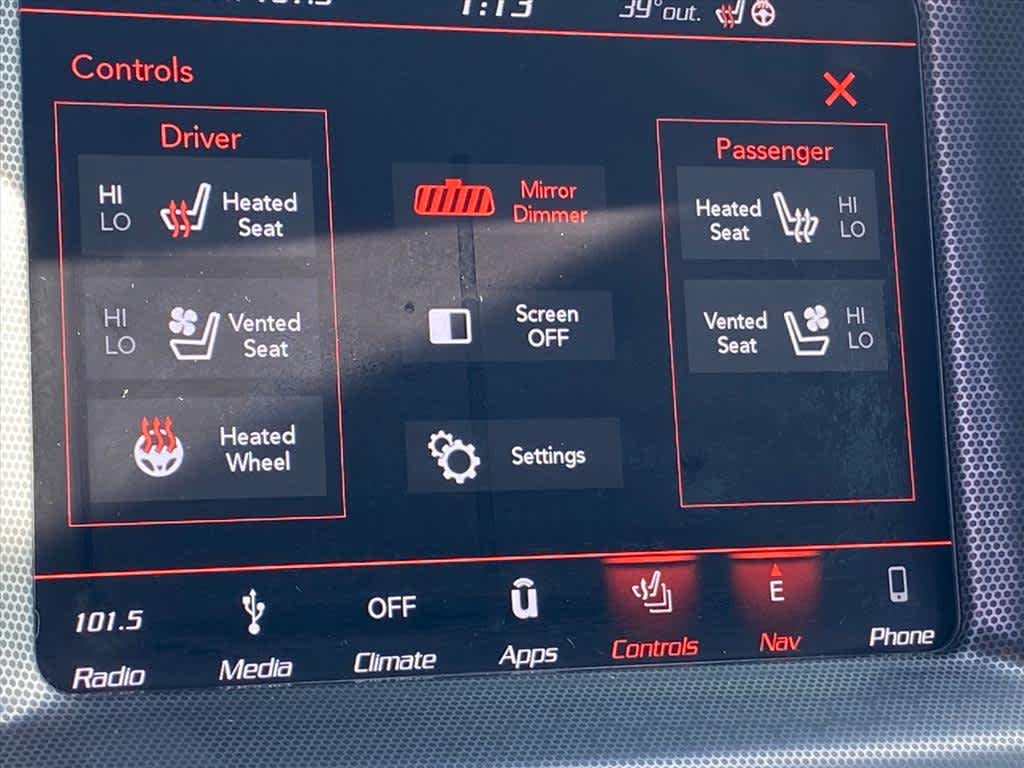 1:13
39° out.
Controls
Driver
Passenger
HI
LO
Heated
Seat
Mirror
Dimmer
Heated
Seat
HI
LO
HI
LO
Vented
Seat
Screen
OFF
Vented
Seat
HI
LO
Heated
Wheel
Settings
101.5
OFF
E
Radio
Media
Climate
Apps
Controls
Nav
Phone